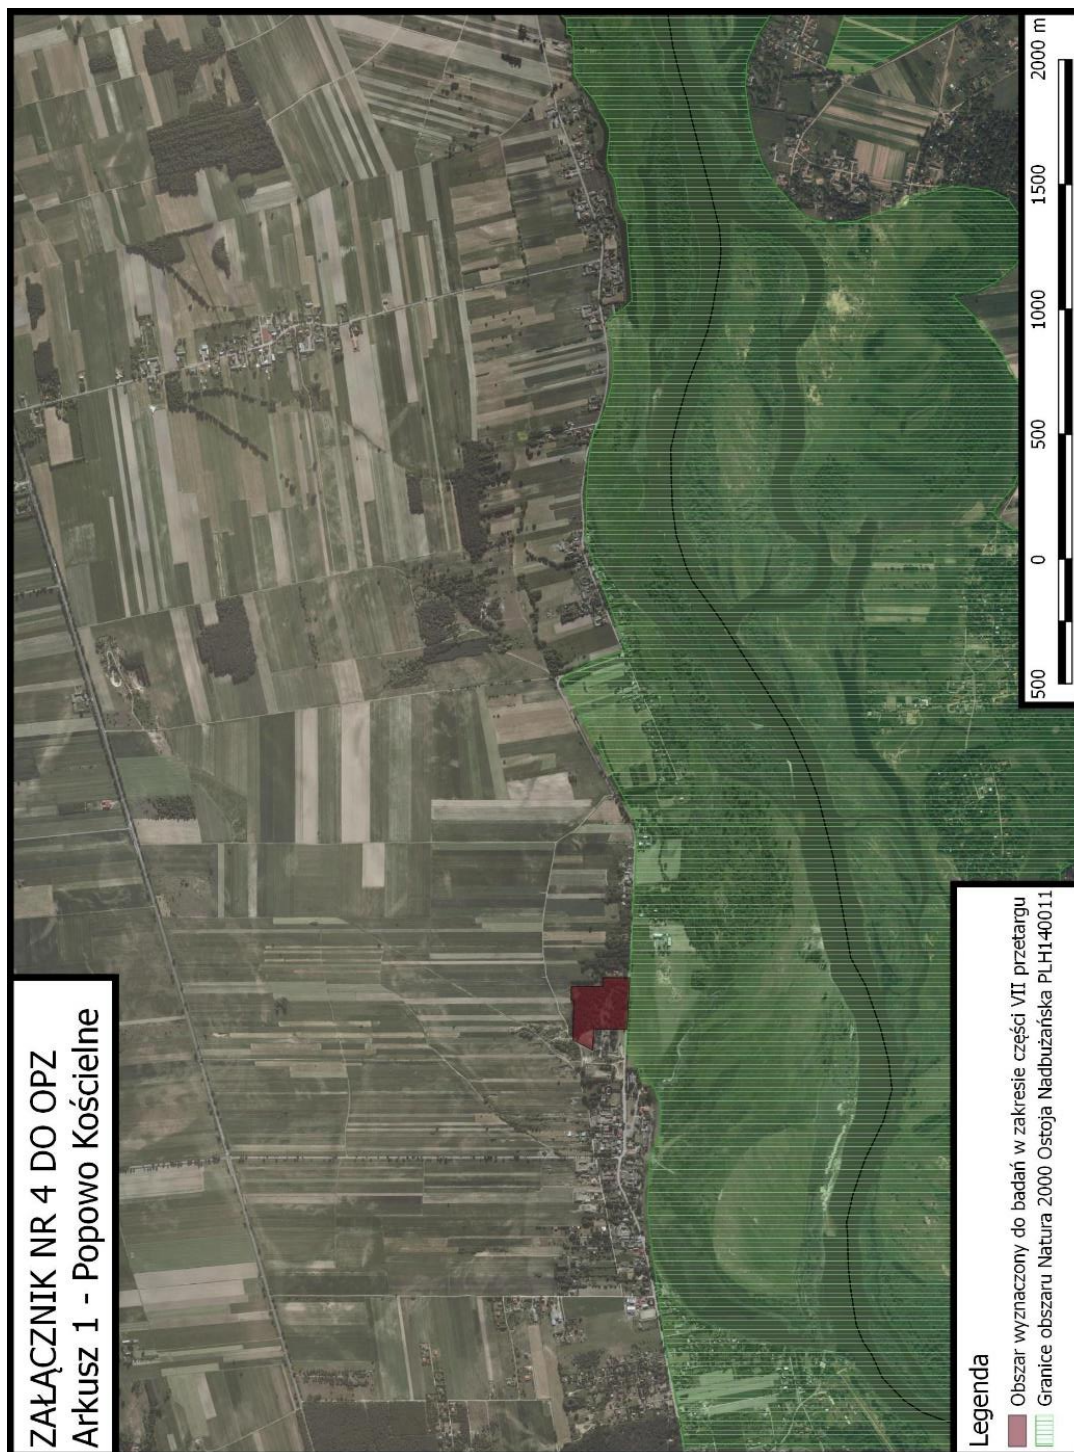 ZAŁĄCZNIK NR 4 DO OPZ
Arkusz 1 - Popowo Kościelne
Legenda
Obszar wyznaczony do badań w zakresie części VII przetargu
Granice obszaru Natura 2000 Ostoja Nadbużańska PLH140011
500 0 500 1000 1500 2000 m